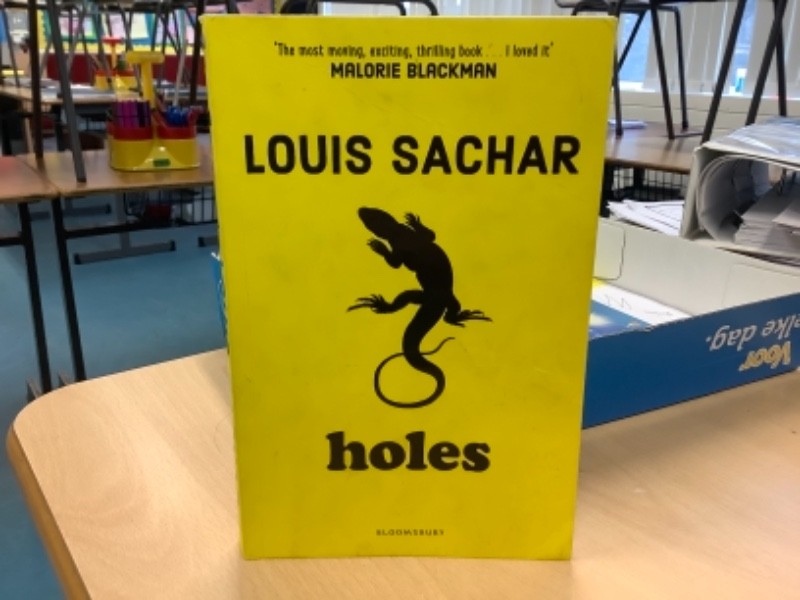 'The most moving, exciting, thrilling book . . . I loved it'
MALORIE BLACKMAN
LOUIS SACHAR
holes
BLOOMSBURY
Voor
elke dag.